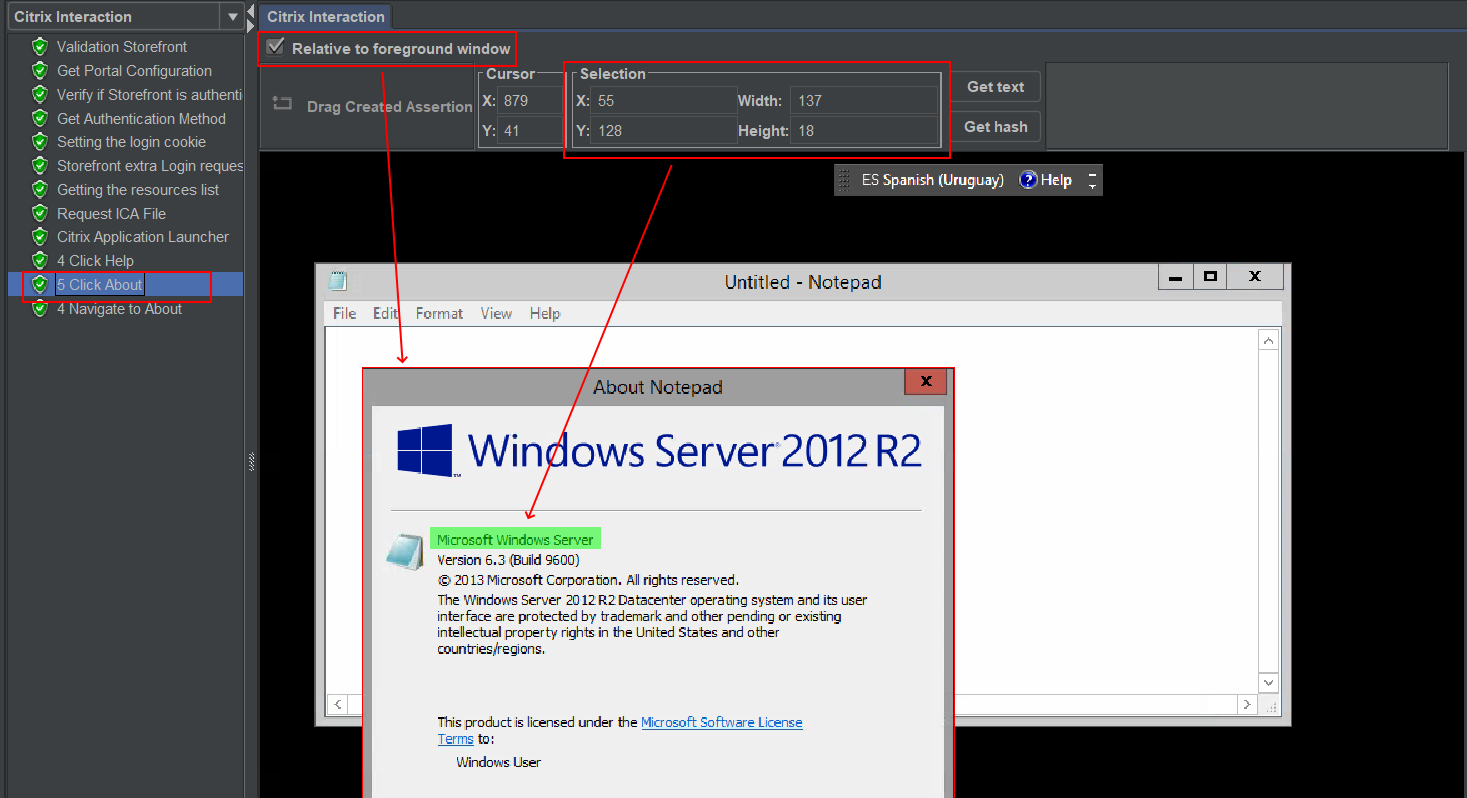 Citrix Interaction
Validation Storefront
Get Portal Configuration
Verify if Storefront is authenti
Get Authentication Method
Setting the login cookie
Storefront extra Login reques
Getting the resources list
Request ICA File
Citrix Application Launcher
4 Click Help
5 Click About
4 Navigate to About
Citrix Interaction
Relative to foreground window
Drag Created Assertion
Cursor
X: 879
Y: 41
Selection
X: 55 Width: 137
Y: 128 Height: 18
Get text
Get hash
ES Spanish (Uruguay) ? Help
Untitled - Notepad
File Edit Format View Help
About Notepad
Windows Server 2012 R2
Microsoft Windows Server
Version 6.3 (Build 9600)
© 2013 Microsoft Corporation. All rights reserved.
The Windows Server 2012 R2 Datacenter operating system and its user
interface are protected by trademark and other pending or existing
intellectual property rights in the United States and other
countries/regions.
This product is licensed under the Microsoft Software License
Terms to:
Windows User